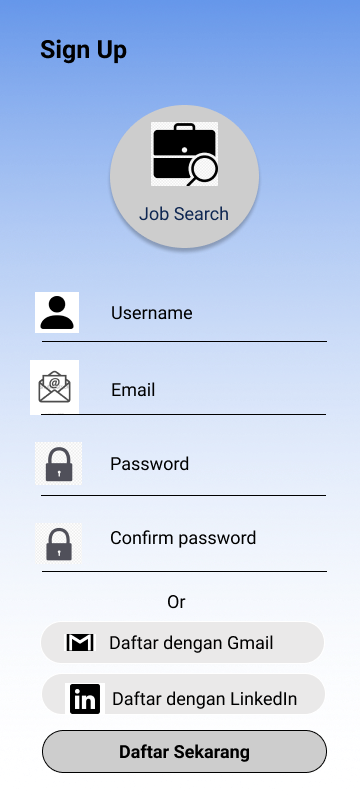 Sign Up
Job Search
Username
Email
Password
Confirm password
Or
Daftar dengan Gmail
Daftar dengan LinkedIn
Daftar Sekarang